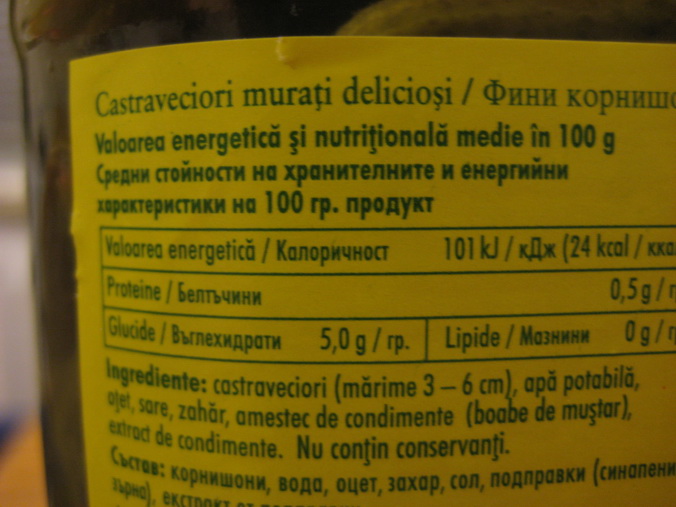 Castraveciori muraţi delicioşi / Фини корнишо
Valoarea energetică şi nutriţională medie în 100 g
Средни стойности на хранителните и енергийни
характеристики на 100 гр. продукт
Valoarea energetică / Калоричност 101 kJ / кДж (24 kcal / кка
Proteine / Белтъчини 0,5 g / г
Glucide / Въглехидрати 5,0 g / гр. Lipide / Мазнини 0 g / г
Ingrediente: castraveciori (mărime 3 – 6 cm), apă potabilă,
oţet, sare, zahăr, amestec de condimente (boabe de muştar),
extract de condimente. Nu conţin conservanţi.
Състав: корнишони, вода, оцет, захар, сол, подправки (синапени
зърна), екстракт от